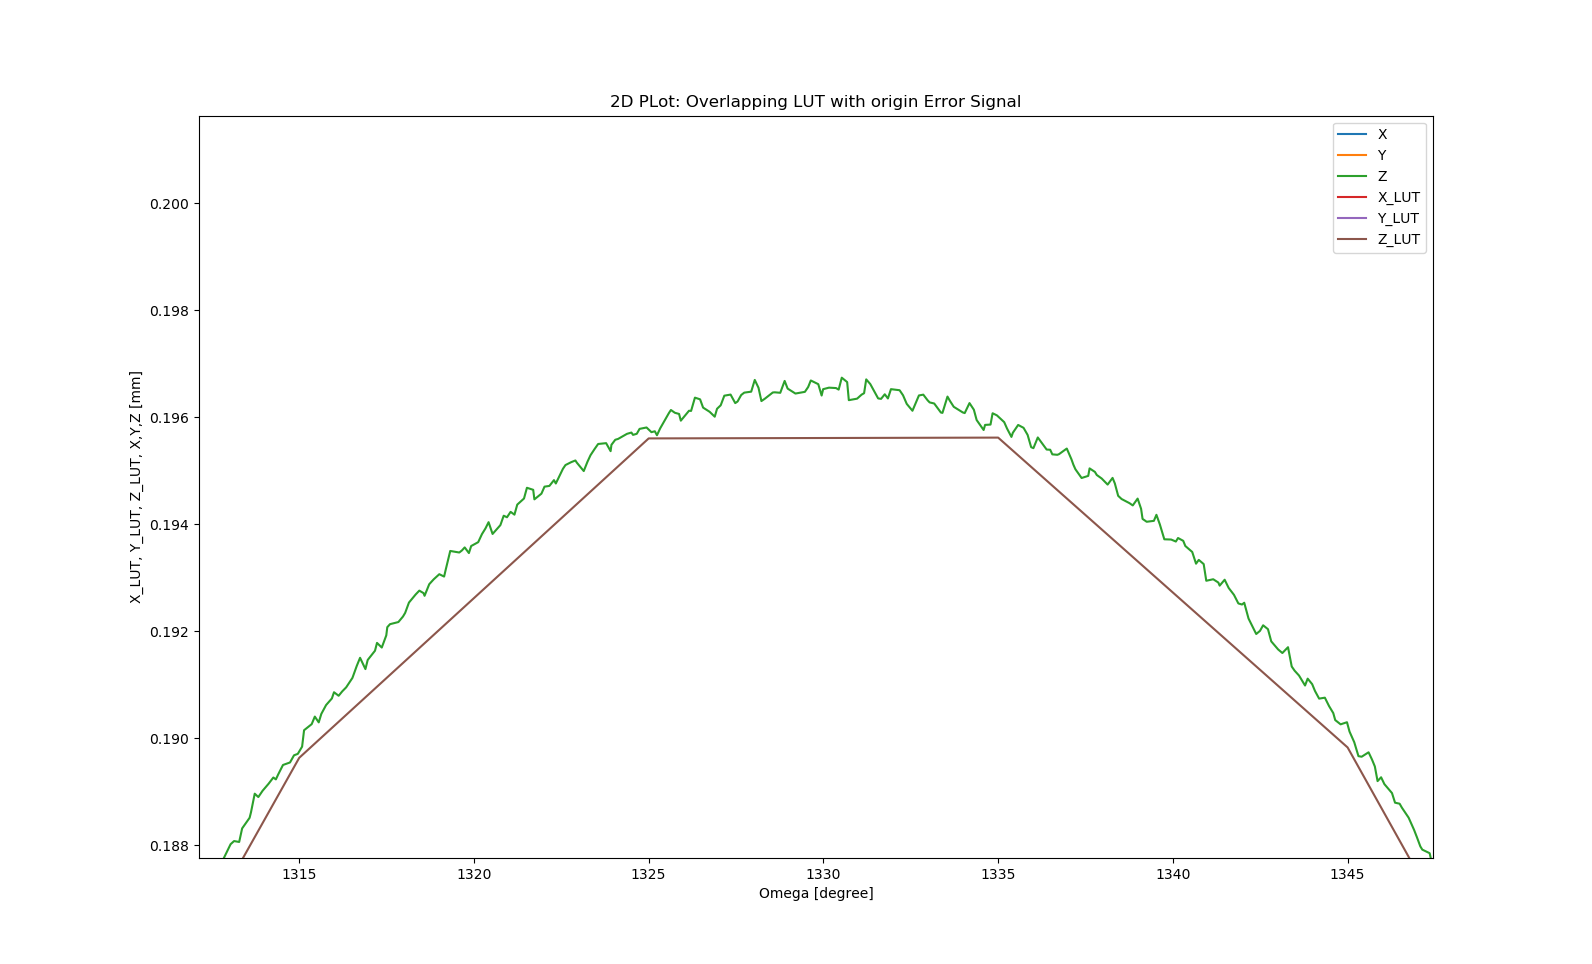 2D PLot: Overlapping LUT with origin Error Signal
X
Y
Z
X_LUT
Y_LUT
Z_LUT
X_LUT, Y_LUT, Z_LUT, X,Y,Z [mm]
0.200
0.198
0.196
0.194
0.192
0.190
0.188
1315
1320
1325
1330
1335
1340
1345
Omega [degree]